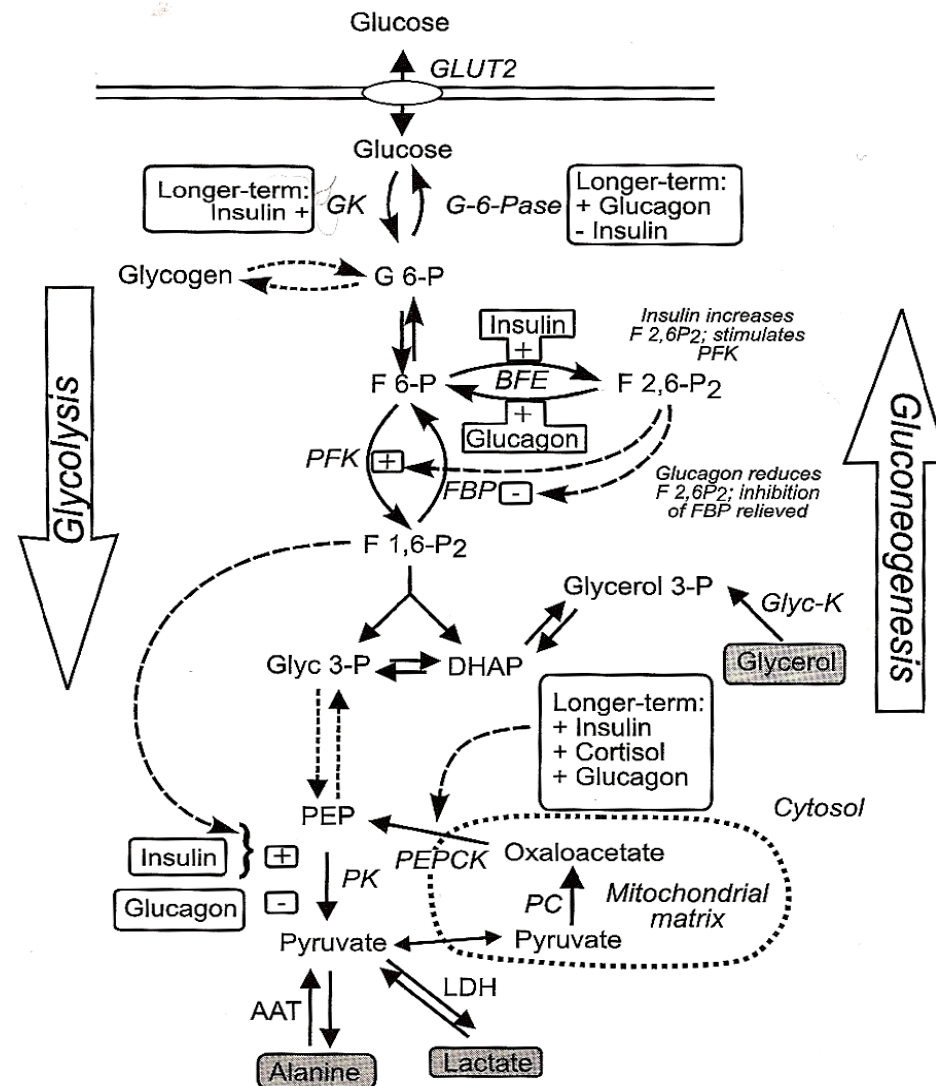 Glucose
GLUT2
Glucose
Longer-term:
Insulin +
GK
G-6-Pase
Longer-term:
+ Glucagon
- Insulin
Glycogen
G 6-P
Insulin
+
Insulin increases
F 2,6P2; stimulates
PFK
F 6-P
BFE
F 2,6-P2
+
Glucagon
Glycolysis
Gluconeogenesis
PFK
+
FBP
-
Glucagon reduces
F 2,6P2; inhibition
of FBP relieved
F 1,6-P2
Glycerol 3-P
Glyc-K
Glyc 3-P
DHAP
Glycerol
Longer-term:
+ Insulin
+ Cortisol
+ Glucagon
PEP
Cytosol
Insulin
+
PK
PEPCK
Oxaloacetate
Glucagon
-
PC
Mitochondrial
matrix
Pyruvate
Pyruvate
AAT
LDH
Alanine
Lactate